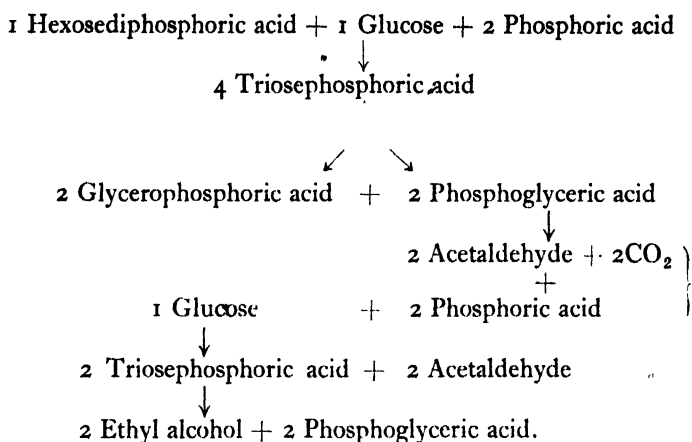 1 Hexosediphosphoric acid + 1 Glucose + 2 Phosphoric acid
↓
4 Triosephosphoric acid
↙ ↘
2 Glycerophosphoric acid + 2 Phosphoglyceric acid
↓
2 Acetaldehyde + 2CO₂
+
1 Glucose + 2 Phosphoric acid
↓
2 Triosephosphoric acid + 2 Acetaldehyde
↓
2 Ethyl alcohol + 2 Phosphoglyceric acid.